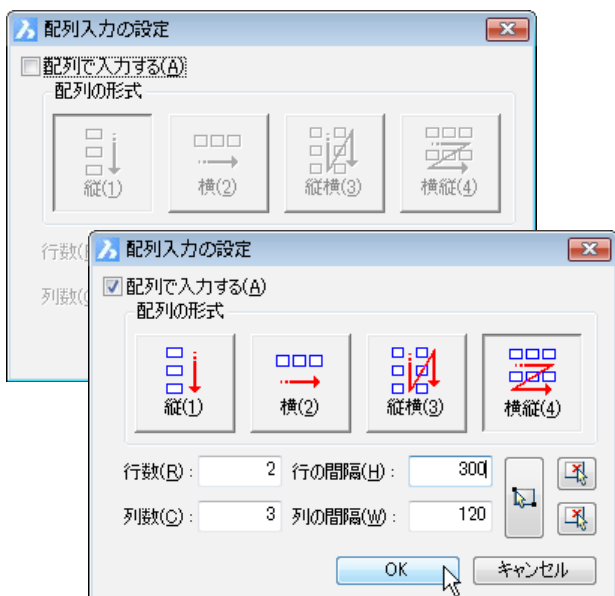 配列入力の設定
配列で入力する(A)
配列の形式
縦(1) 横(2) 縦横(3) 横縦(4)
行数(
列数(
配列入力の設定
配列で入力する(A)
配列の形式
縦(1) 横(2) 縦横(3) 横縦(4)
行数(R) : 2 行の間隔(H) : 300
列数(C) : 3 列の間隔(W) : 120
OK キャンセル